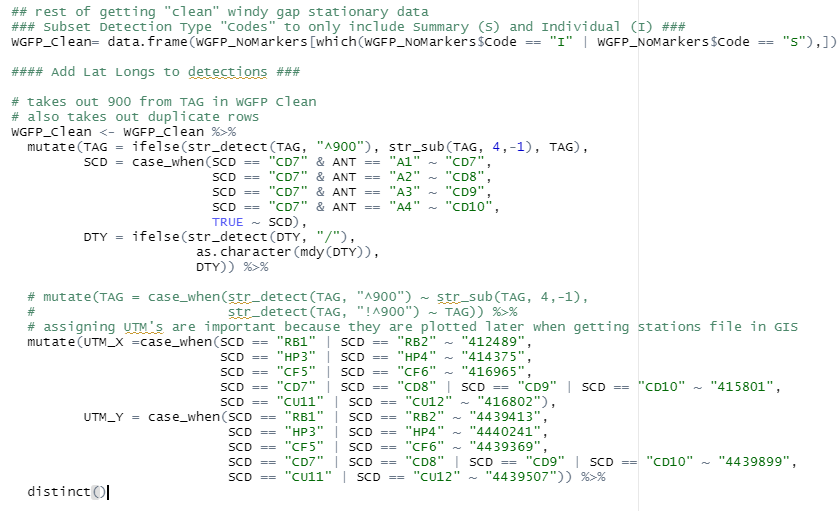 ## rest of getting "clean" windy gap stationary data
### Subset Detection Type "Codes" to only include Summary (S) and Individual (I) ###
WGFP_Clean= data.frame(WGFP_NoMarkers[which(WGFP_NoMarkers$Code == "I" | WGFP_NoMarkers$Code == "S"),])
#### Add Lat Longs to detections ###
# takes out 900 from TAG in WGFP Clean
# also takes out duplicate rows
WGFP_Clean <- WGFP_Clean %>%
  mutate(TAG = ifelse(str_detect(TAG, "^900"), str_sub(TAG, 4,-1), TAG),
         SCD = case_when(SCD == "CD7" & ANT == "A1" ~ "CD7",
                         SCD == "CD7" & ANT == "A2" ~ "CD8",
                         SCD == "CD7" & ANT == "A3" ~ "CD9",
                         SCD == "CD7" & ANT == "A4" ~ "CD10",
                         TRUE ~ SCD),
         DTY = ifelse(str_detect(DTY, "/"),
                       as.character(mdy(DTY)),
                       DTY)) %>%
  # mutate(TAG = case_when(str_detect(TAG, "^900") ~ str_sub(TAG, 4,-1),
  #                        str_detect(TAG, "!^900") ~ TAG)) %>%
  # assigning UTM's are important because they are plotted later when getting stations file in GIS
  mutate(UTM_X =case_when(SCD == "RB1" | SCD == "RB2" ~ "412489",
                          SCD == "HP3" | SCD == "HP4" ~ "414375",
                          SCD == "CF5" | SCD == "CF6" ~ "416965",
                          SCD == "CD7" | SCD == "CD8" | SCD == "CD9" | SCD == "CD10" ~ "415801",
                          SCD == "CU11" | SCD == "CU12" ~ "416802"),
         UTM_Y = case_when(SCD == "RB1" | SCD == "RB2" ~ "4439413",
                           SCD == "HP3" | SCD == "HP4" ~ "4440241",
                           SCD == "CF5" | SCD == "CF6" ~ "4439369",
                           SCD == "CD7" | SCD == "CD8" | SCD == "CD9" | SCD == "CD10" ~ "4439899",
                           SCD == "CU11" | SCD == "CU12" ~ "4439507")) %>%
  distinct()